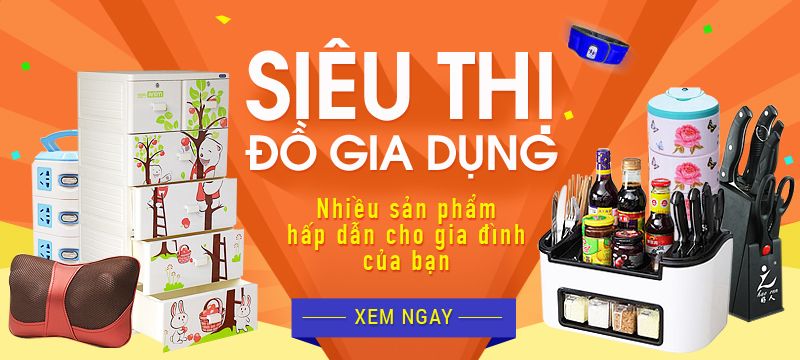 SIÊU THỊ
ĐỒ GIA DỤNG
Nhiều sản phẩm
hấp dẫn cho gia đình
của bạn
XEM NGAY